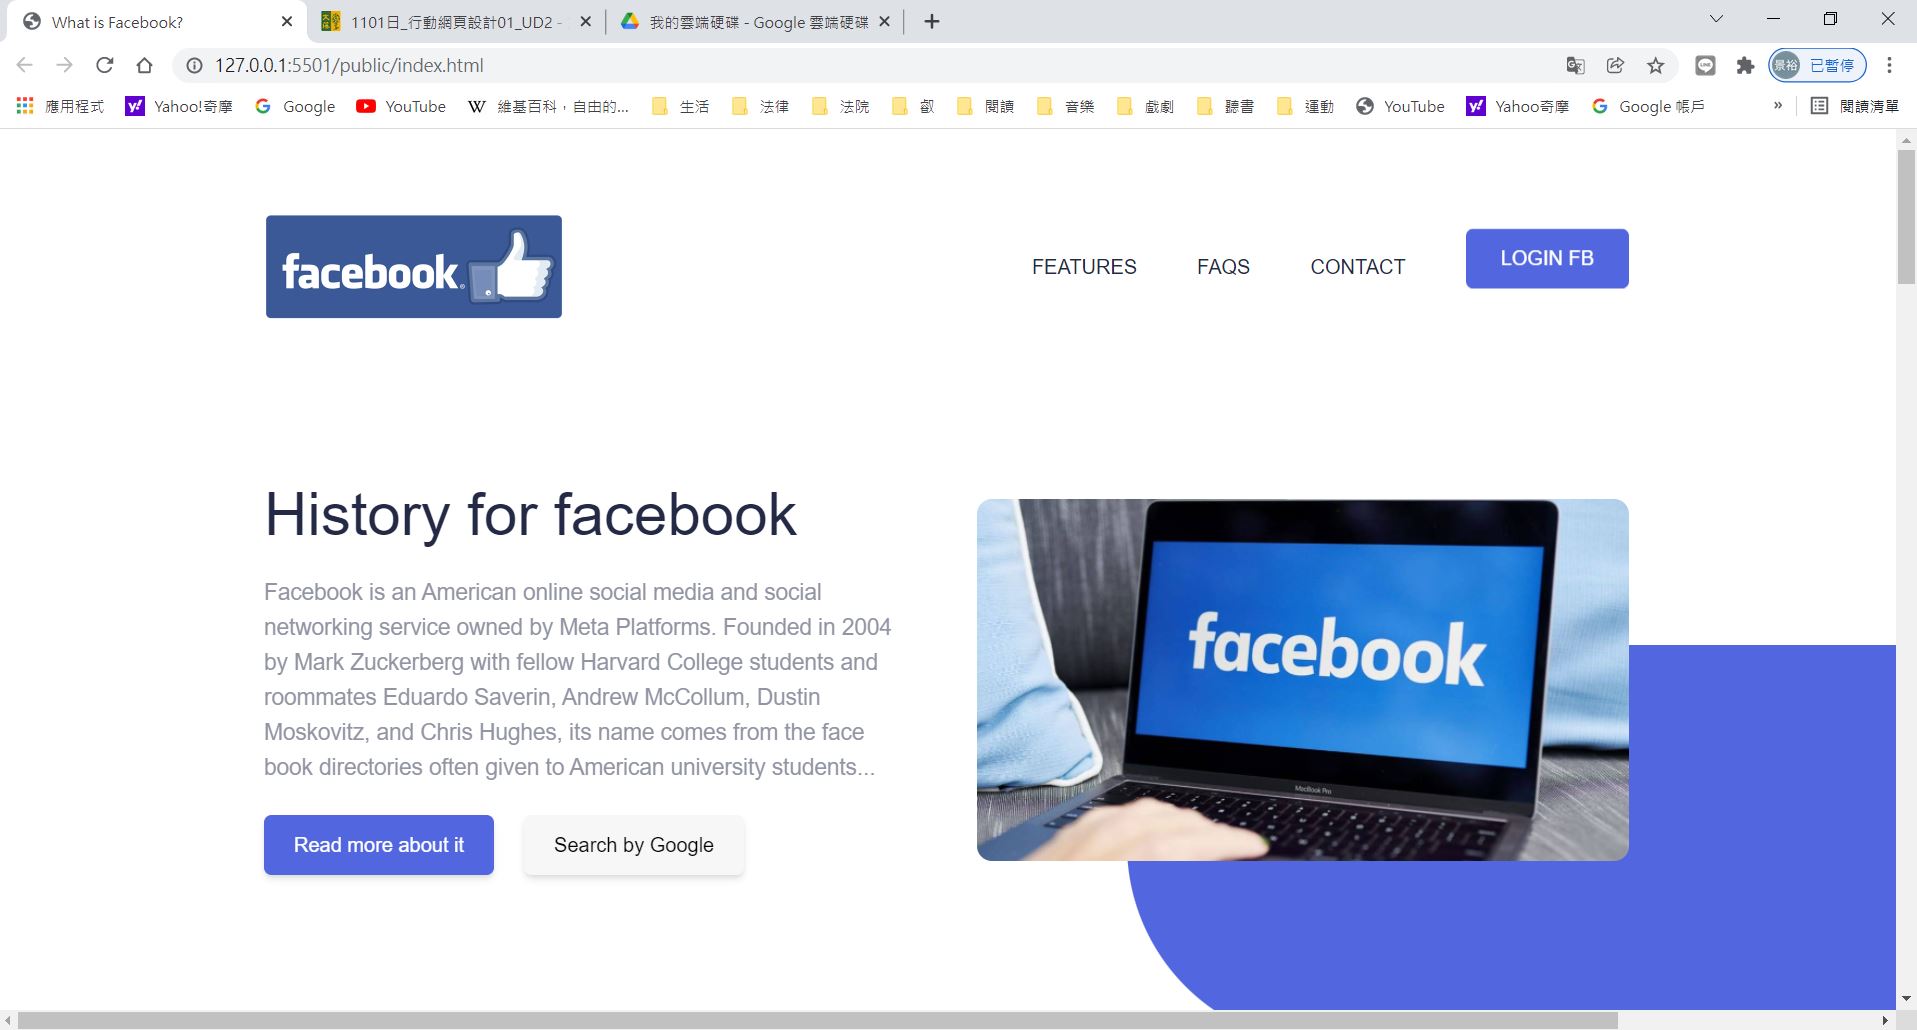 What is Facebook?
1101日_行動網頁設計01_UD2 -
我的雲端硬碟 - Google 雲端硬碟
127.0.0.1:5501/public/index.html
景裕 已暫停
應用程式 Yahoo!奇摩 Google YouTube 維基百科，自由的... 生活 法律 法院 叡 閱讀 音樂 戲劇 聽書 運動 YouTube Yahoo奇摩 Google 帳戶 » 閱讀清單
facebook
FEATURES FAQS CONTACT LOGIN FB
History for facebook
Facebook is an American online social media and social
networking service owned by Meta Platforms. Founded in 2004
by Mark Zuckerberg with fellow Harvard College students and
roommates Eduardo Saverin, Andrew McCollum, Dustin
Moskovitz, and Chris Hughes, its name comes from the face
book directories often given to American university students...
Read more about it Search by Google
facebook
MacBook Pro